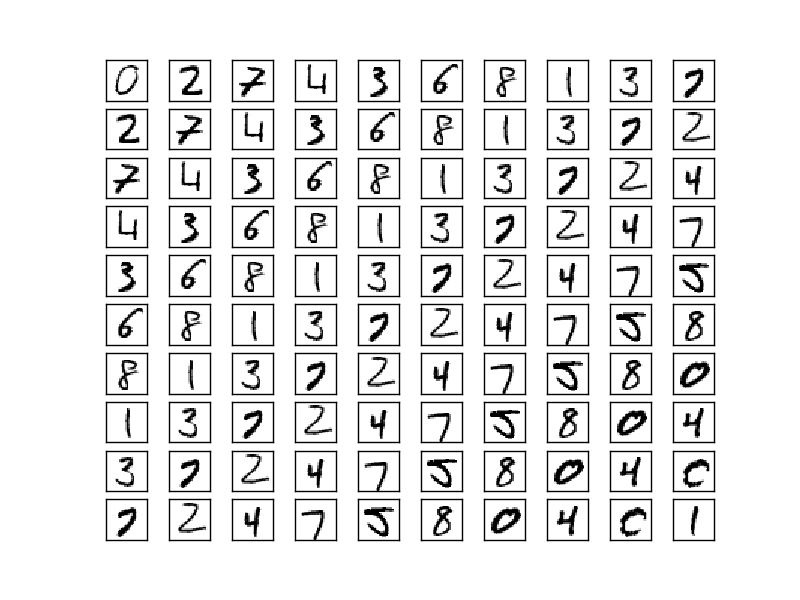 0 2 7 4 3 6 8 1 3 7
2 7 4 3 6 8 1 3 7 2
7 4 3 6 8 1 3 7 2 4
4 3 6 8 1 3 7 2 4 7
3 6 8 1 3 7 2 4 7 5
6 8 1 3 7 2 4 7 5 8
8 1 3 7 2 4 7 5 8 0
1 3 7 2 4 7 5 8 0 4
3 7 2 4 7 5 8 0 4 C
7 2 4 7 5 8 0 4 C 1